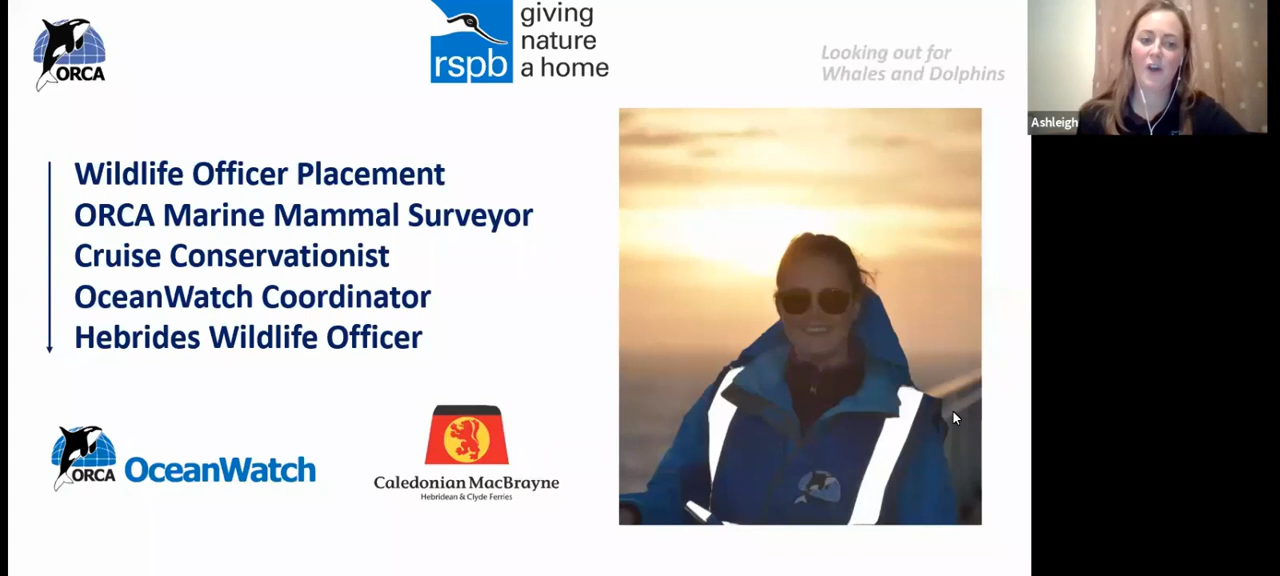 ORCA
rspb
giving
nature
a home
Looking out for
Whales and Dolphins
Ashleigh
Wildlife Officer Placement
ORCA Marine Mammal Surveyor
Cruise Conservationist
OceanWatch Coordinator
Hebrides Wildlife Officer
ORCA OceanWatch
Caledonian MacBrayne
Hebridean & Clyde Ferries